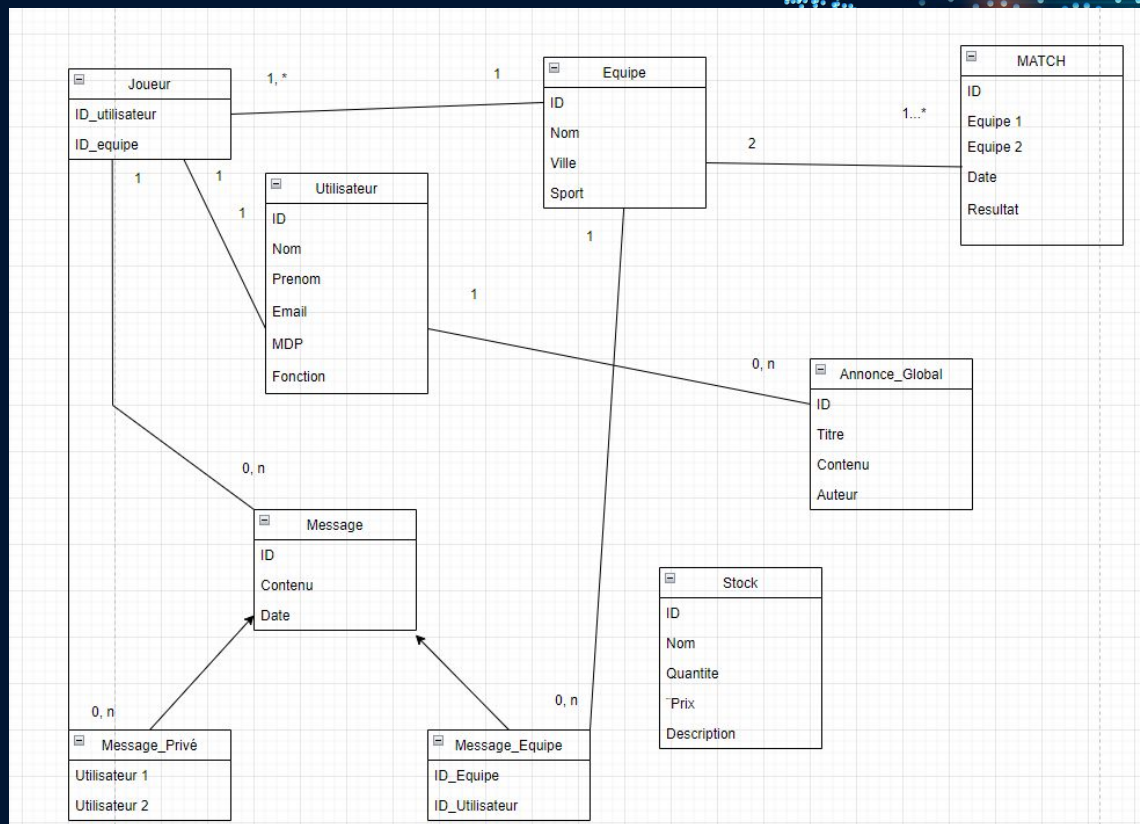 Joueur
ID_utilisateur
ID_equipe
1, *
1
Equipe
ID
Nom
Ville
Sport
2
1...*
MATCH
ID
Equipe 1
Equipe 2
Date
Resultat
1
1
1
Utilisateur
ID
Nom
Prenom
Email
MDP
Fonction
1
1
0, n
Annonce_Global
ID
Titre
Contenu
Auteur
0, n
Message
ID
Contenu
Date
Stock
ID
Nom
Quantite
¨Prix
Description
0, n
Message_Privé
Utilisateur 1
Utilisateur 2
0, n
Message_Equipe
ID_Equipe
ID_Utilisateur